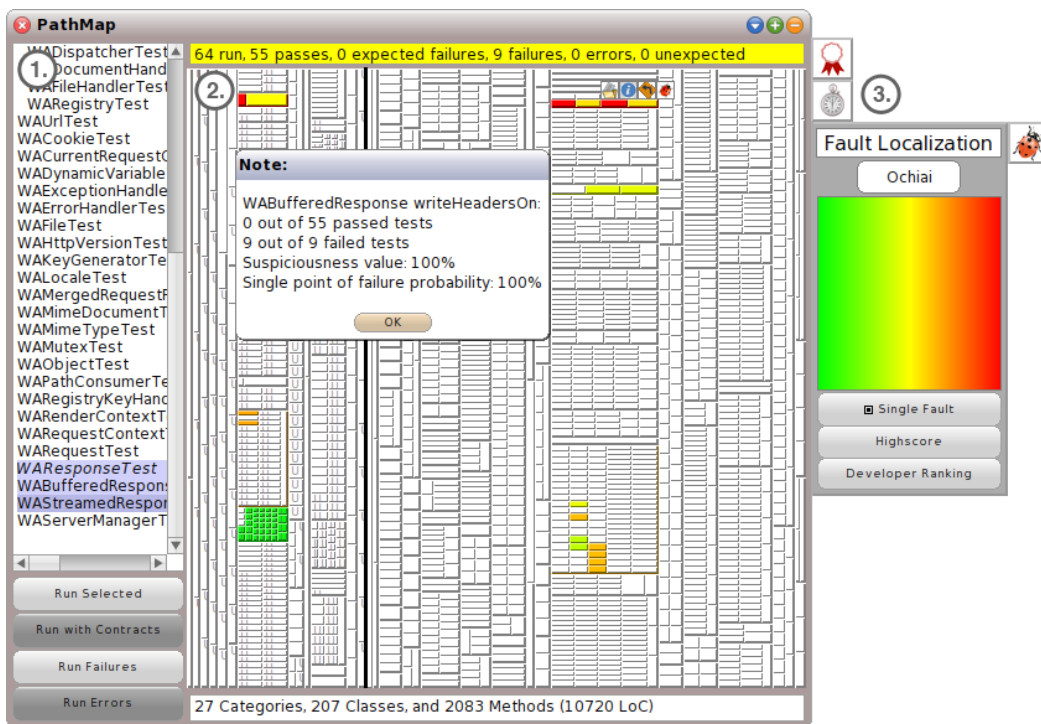 PathMap
1.
WADispatcherTest
DocumentHand
WAFileHandlerTest
WARegistryTest
WAUrlTest
WACookieTest
WACurrentRequestC
WADynamicVariable
WAExceptionHandle
WAErrorHandlerTes
WAFileTest
WAHttpVersionTest
WAKeyGeneratorTe
WALocaleTest
WAMergedRequestF
WAMimeDocumentT
WAMimeTypeTest
WAMutexTest
WAObjectTest
WAPathConsumerTe
WARegistryKeyHand
WARenderContextT
WARequestContextT
WARequestTest
WAResponseTest
WABufferedRespons
WAStreamedRespor
WAServerManagerT
Run Selected
Run with Contracts
Run Failures
Run Errors
64 run, 55 passes, 0 expected failures, 9 failures, 0 errors, 0 unexpected
2.
Note:
WABufferedResponse writeHeadersOn:
0 out of 55 passed tests
9 out of 9 failed tests
Suspiciousness value: 100%
Single point of failure probability: 100%
OK
27 Categories, 207 Classes, and 2083 Methods (10720 LoC)
3.
Fault Localization
Ochiai
Single Fault
Highscore
Developer Ranking